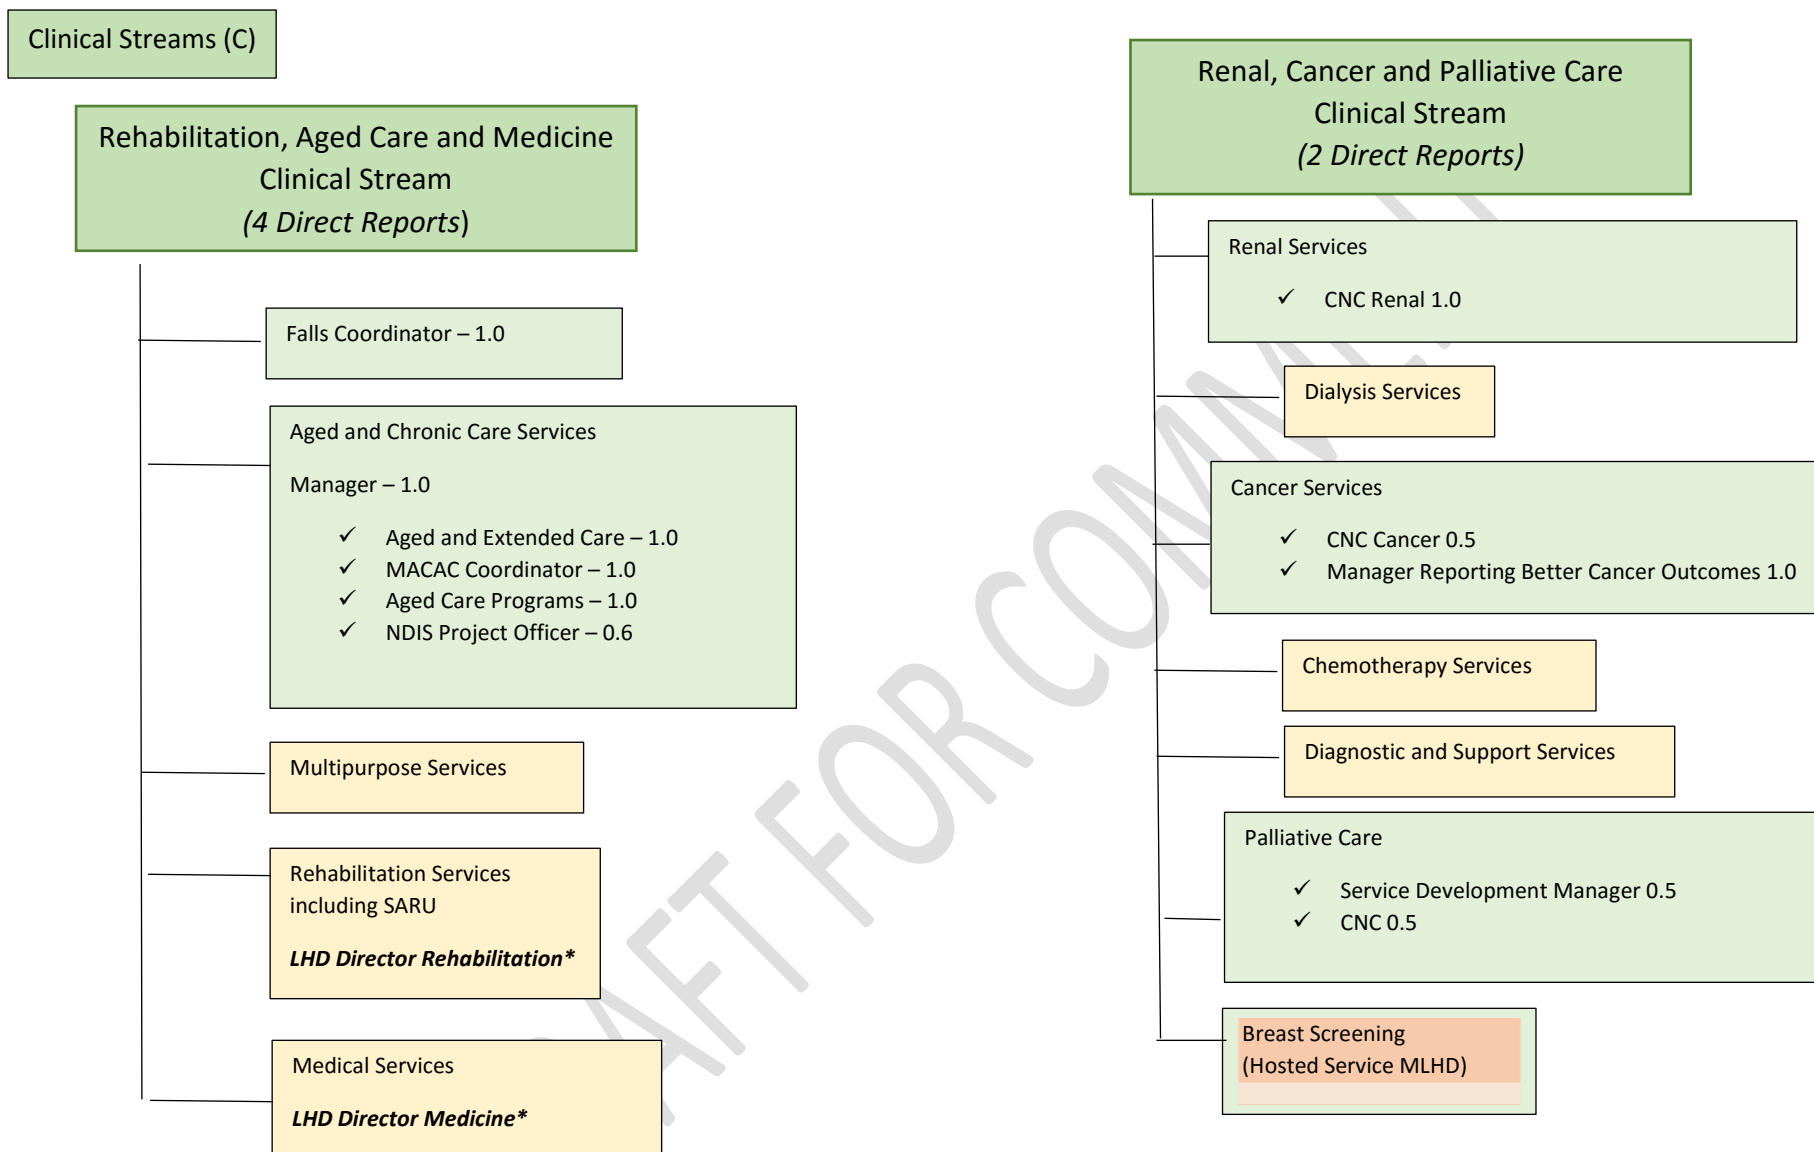 Clinical Streams (C)
Rehabilitation, Aged Care and Medicine
Clinical Stream
(4 Direct Reports)
Falls Coordinator – 1.0
Aged and Chronic Care Services
Manager – 1.0
✓ Aged and Extended Care – 1.0
✓ MACAC Coordinator – 1.0
✓ Aged Care Programs – 1.0
✓ NDIS Project Officer – 0.6
Multipurpose Services
Rehabilitation Services
including SARU
LHD Director Rehabilitation*
Medical Services
LHD Director Medicine*
Renal, Cancer and Palliative Care
Clinical Stream
(2 Direct Reports)
Renal Services
✓ CNC Renal 1.0
Dialysis Services
Cancer Services
✓ CNC Cancer 0.5
✓ Manager Reporting Better Cancer Outcomes 1.0
Chemotherapy Services
Diagnostic and Support Services
Palliative Care
✓ Service Development Manager 0.5
✓ CNC 0.5
Breast Screening
(Hosted Service MLHD)
FOR